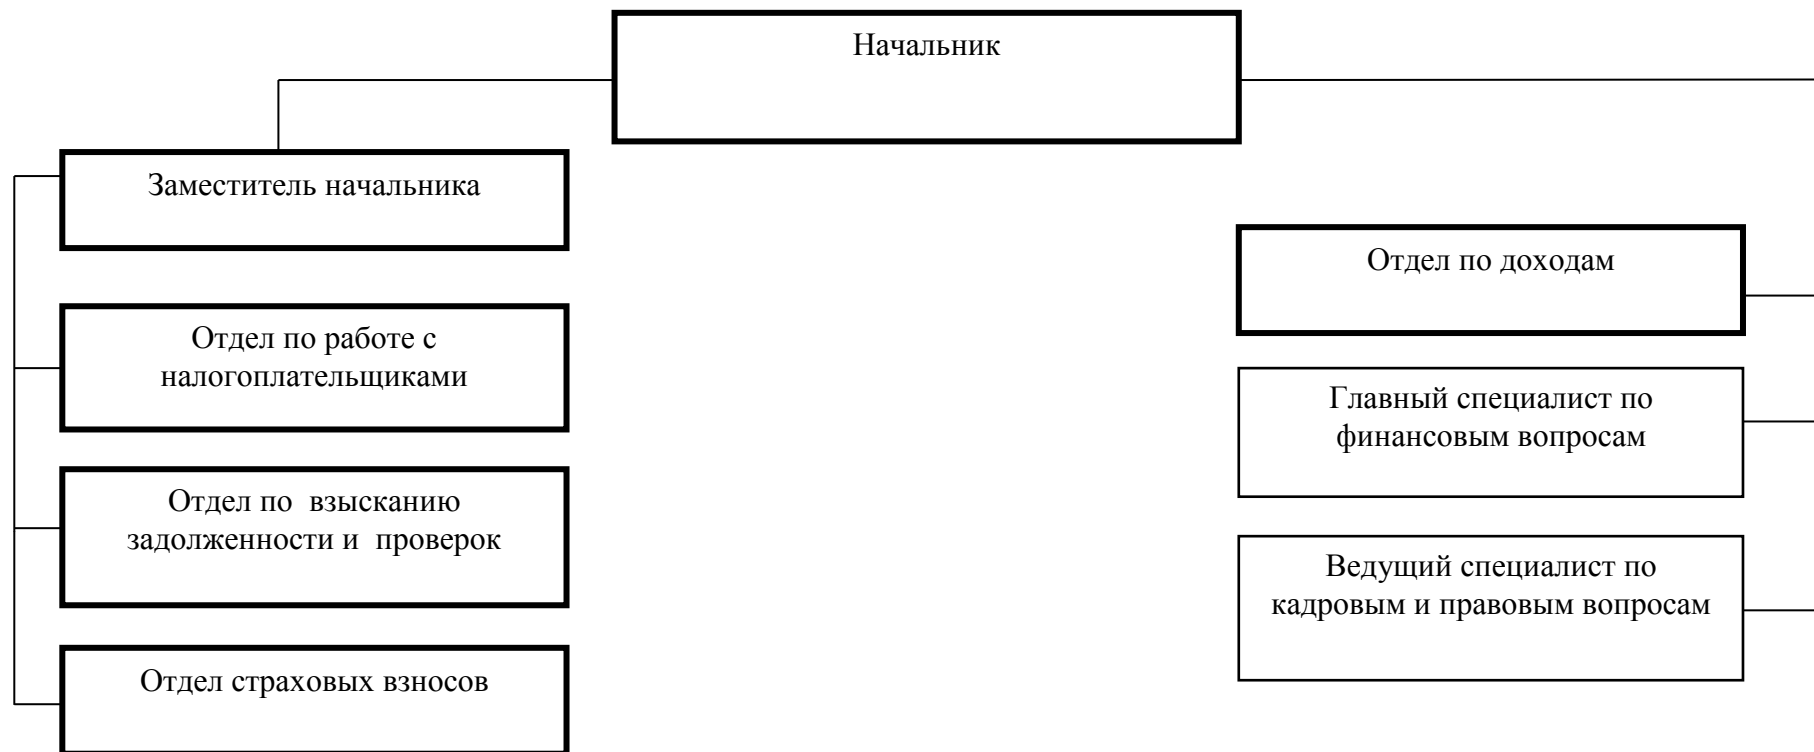 Начальник
Заместитель начальника
Отдел по доходам
Отдел по работе с
налогоплательщиками
Главный специалист по
финансовым вопросам
Отдел по взысканию
задолженности и проверок
Ведущий специалист по
кадровым и правовым вопросам
Отдел страховых взносов